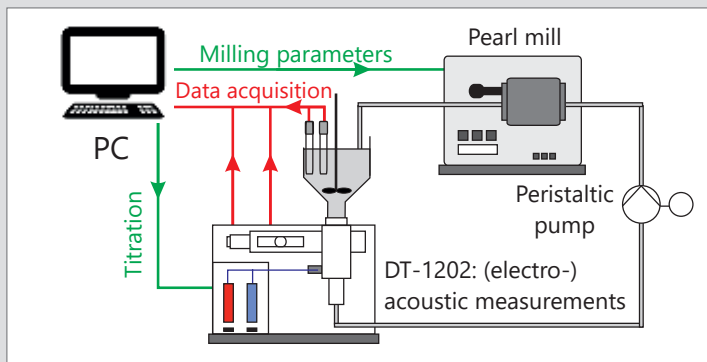 Pearl mill
Milling parameters
Data acquisition
PC
Titration
Peristaltic
pump
DT-1202: (electro-)
acoustic measurements